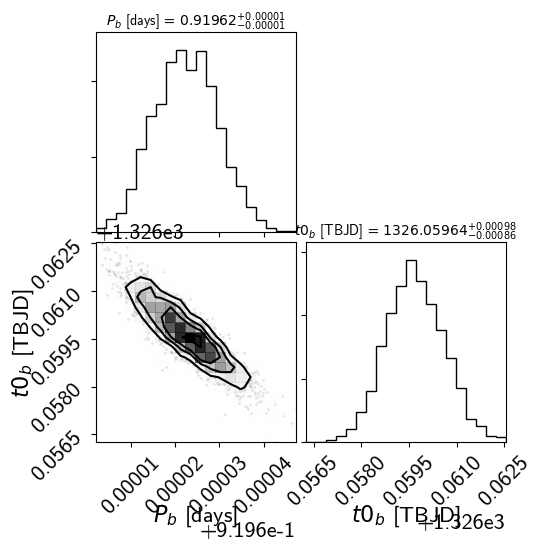 P_b [days] = 0.91962^{+0.00001}_{-0.00001}
+1.326e3
t0_b [TBJD] = 1326.05964^{+0.00098}_{-0.00086}
0.0625
0.0610
0.0595
0.0580
0.0565
t0_b [TBJD]
0.00001 0.00002 0.00003 0.00004
0.0565 0.0580 0.0595 0.0610 0.0625
P_b [days]
t0_b [TBJD]
+9.196e-1
+1.326e3